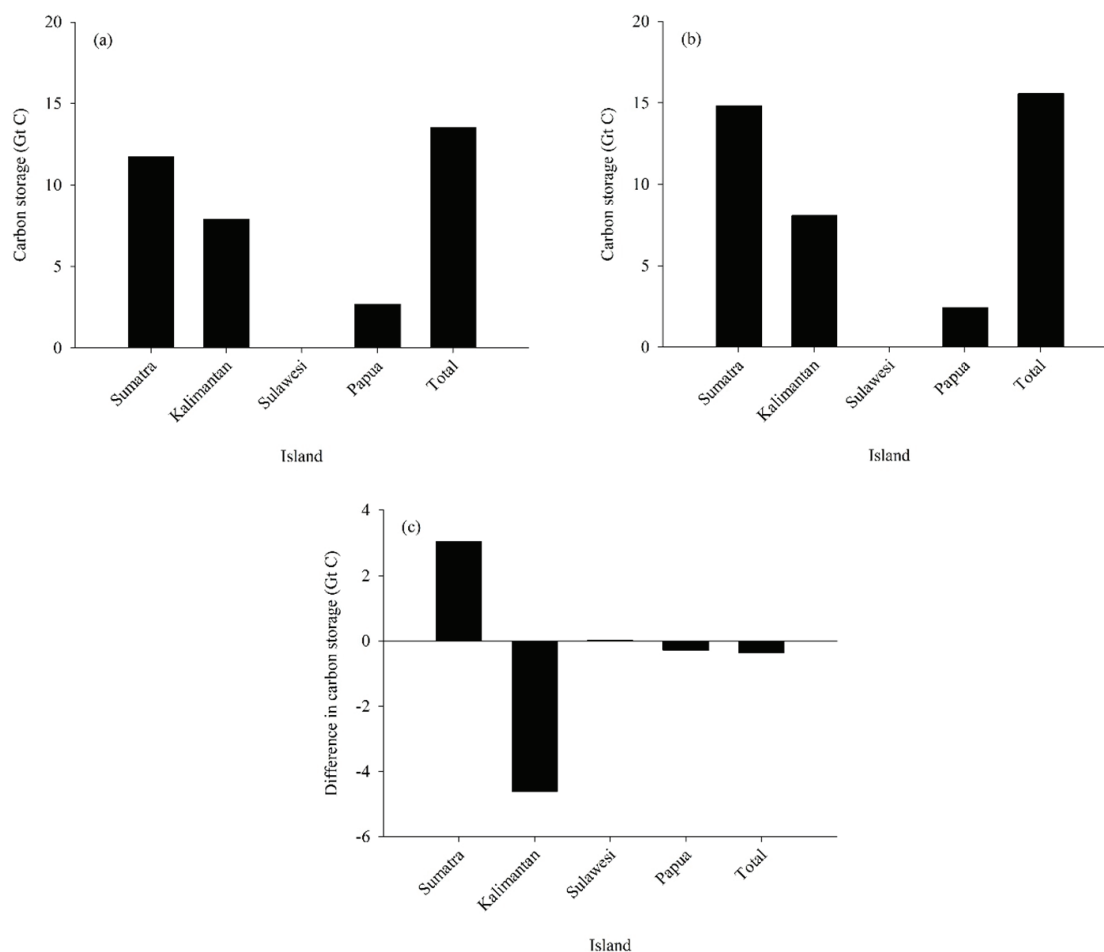 (a)
Carbon storage (Gt C)
20
15
10
5
0
Sumatra
Kalimantan
Sulawesi
Papua
Total
Island
(b)
Carbon storage (Gt C)
20
15
10
5
0
Sumatra
Kalimantan
Sulawesi
Papua
Total
Island
(c)
Difference in carbon storage (Gt C)
4
2
0
-2
-4
-6
Sumatra
Kalimantan
Sulawesi
Papua
Total
Island